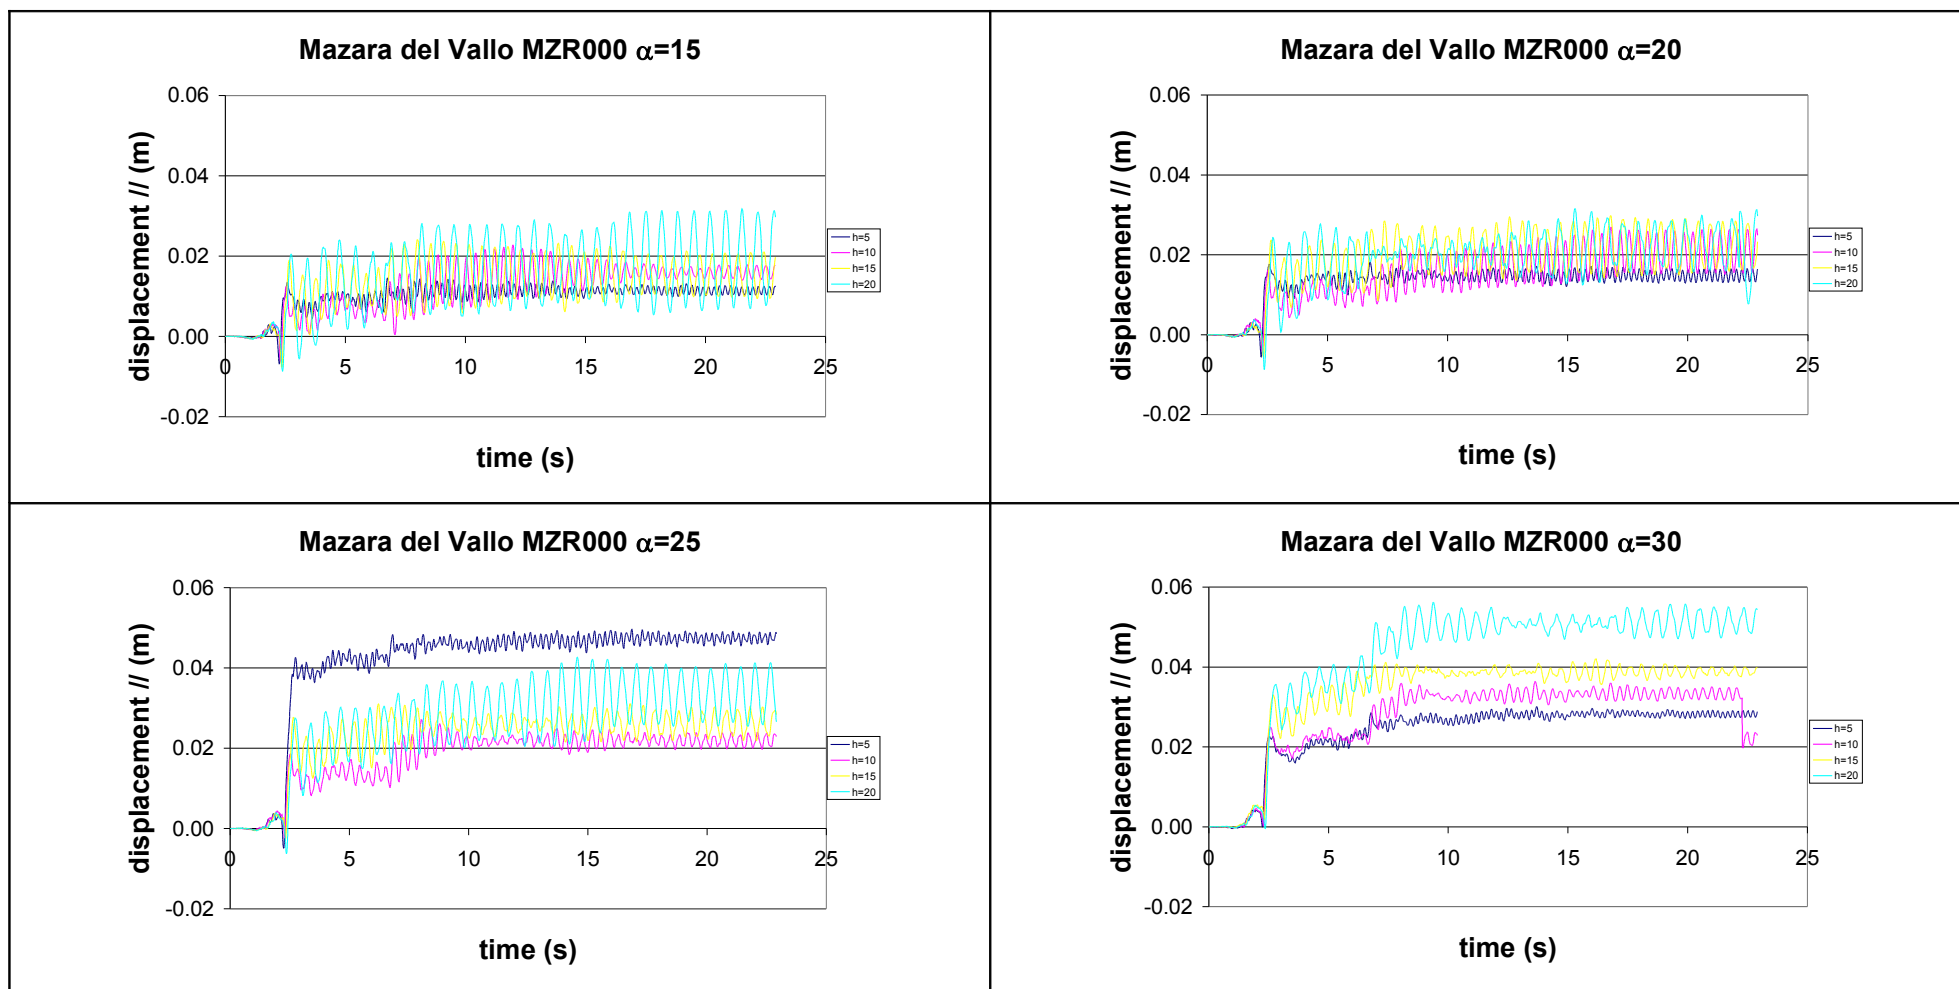 Mazara del Vallo MZR000 α=15
0.06
0.04
0.02
0.00
-0.02
displacement // (m)
0 5 10 15 20 25
time (s)
h=5
h=10
h=15
h=20
Mazara del Vallo MZR000 α=20
0.06
0.04
0.02
0.00
-0.02
displacement // (m)
0 5 10 15 20 25
time (s)
h=5
h=10
h=15
h=20
Mazara del Vallo MZR000 α=25
0.06
0.04
0.02
0.00
-0.02
displacement // (m)
0 5 10 15 20 25
time (s)
h=5
h=10
h=15
h=20
Mazara del Vallo MZR000 α=30
0.06
0.04
0.02
0.00
-0.02
displacement // (m)
0 5 10 15 20 25
time (s)
h=5
h=10
h=15
h=20